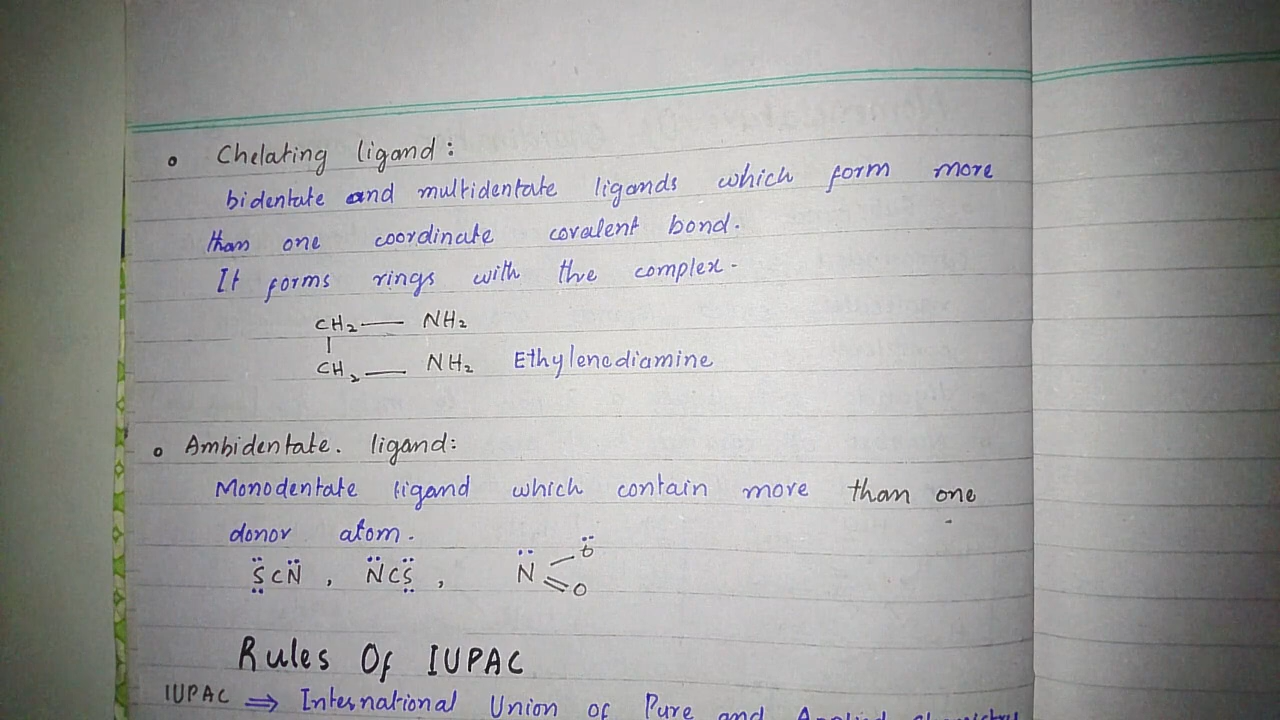 • Chelating ligand:
bidentate and multidentate ligands which form more
than one coordinate covalent bond.
It forms rings with the complex.
CH₂ — NH₂
|
CH₂ — NH₂ Ethylenediamine
• Ambidentate. ligand:
Monodentate ligand which contain more than one
donor atom.
SCN, NCS, N — O
= O
Rules Of IUPAC
IUPAC ⇒ International Union of Pure and Applied chemistry